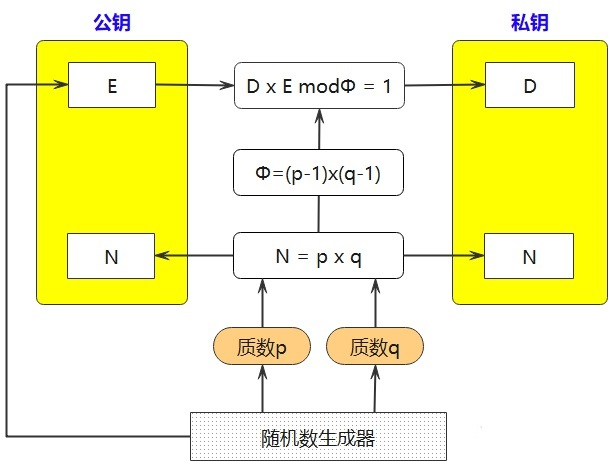 公钥
私钥
E
D x E modΦ = 1
D
Φ=(p-1)x(q-1)
N
N = p x q
N
质数p
质数q
随机数生成器